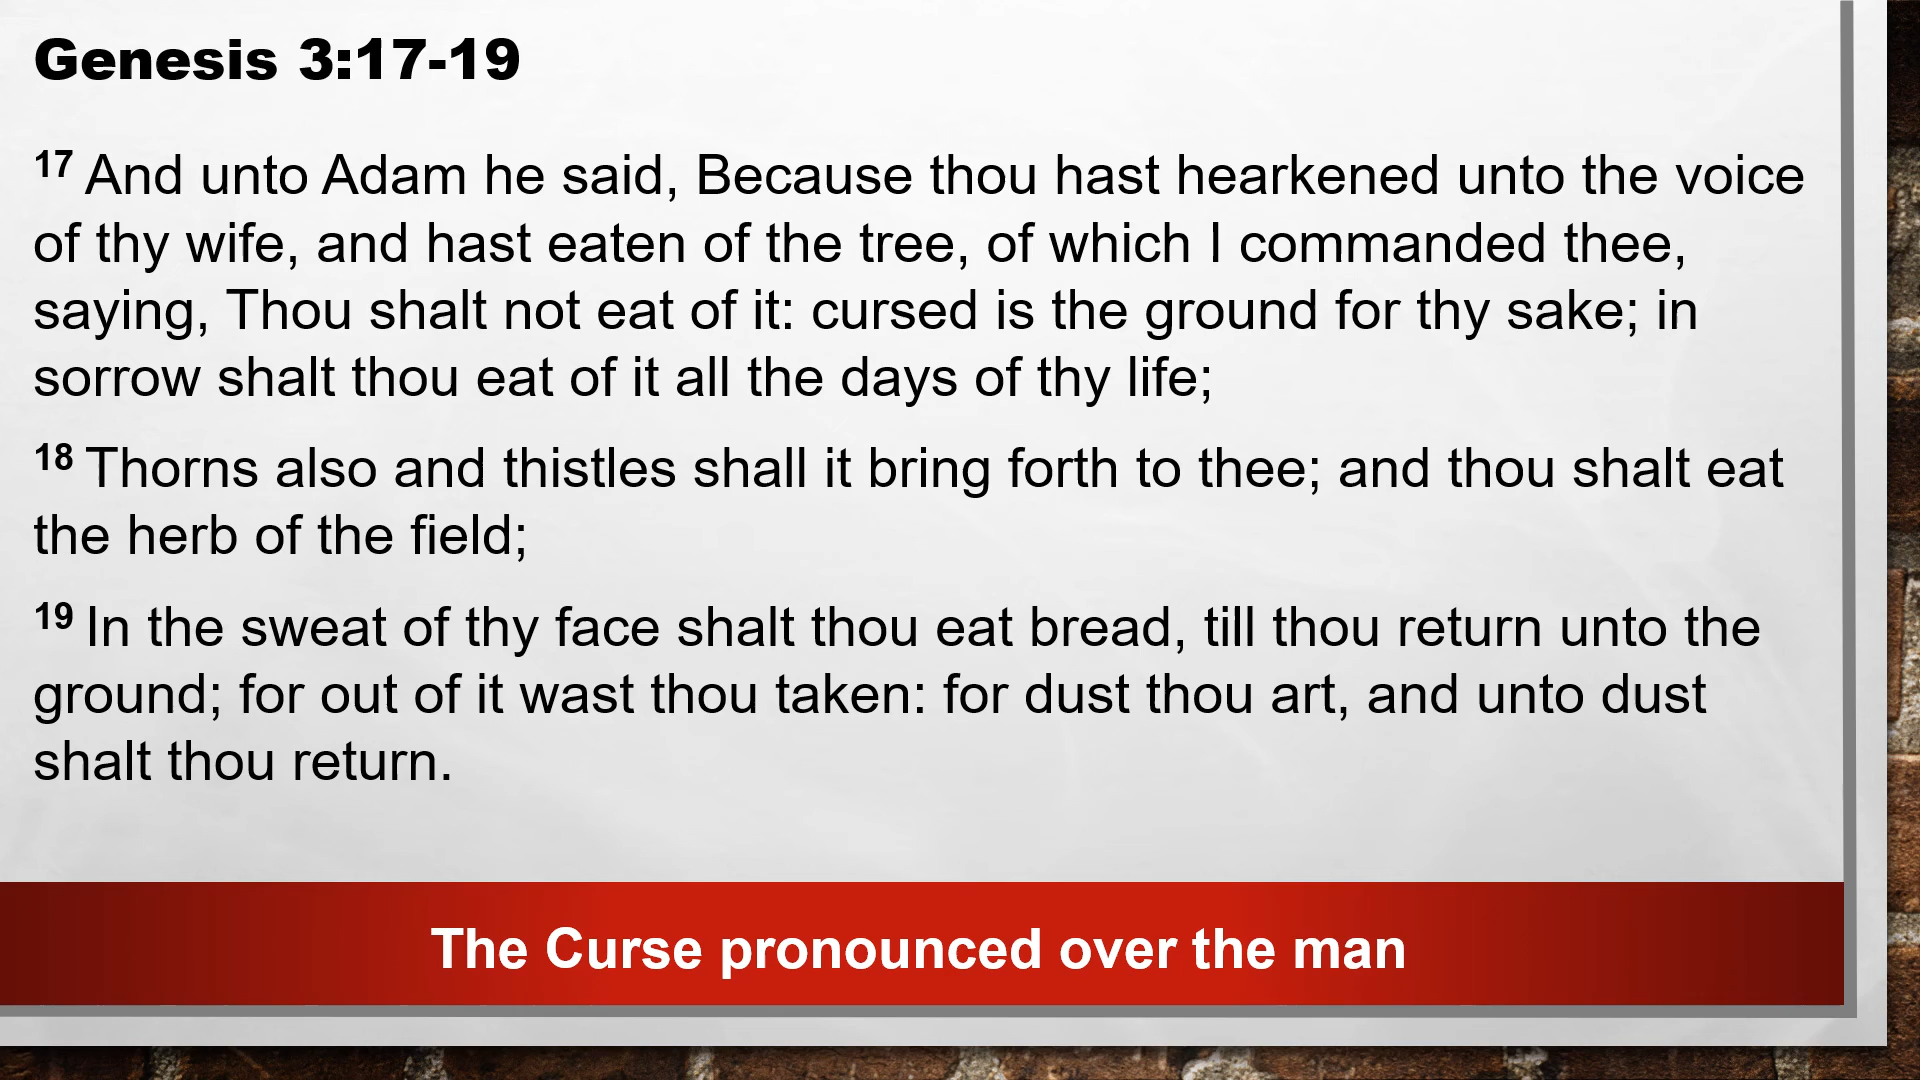 Genesis 3:17-19
17 And unto Adam he said, Because thou hast hearkened unto the voice
of thy wife, and hast eaten of the tree, of which I commanded thee,
saying, Thou shalt not eat of it: cursed is the ground for thy sake; in
sorrow shalt thou eat of it all the days of thy life;
18 Thorns also and thistles shall it bring forth to thee; and thou shalt eat
the herb of the field;
19 In the sweat of thy face shalt thou eat bread, till thou return unto the
ground; for out of it wast thou taken: for dust thou art, and unto dust
shalt thou return.
The Curse pronounced over the man